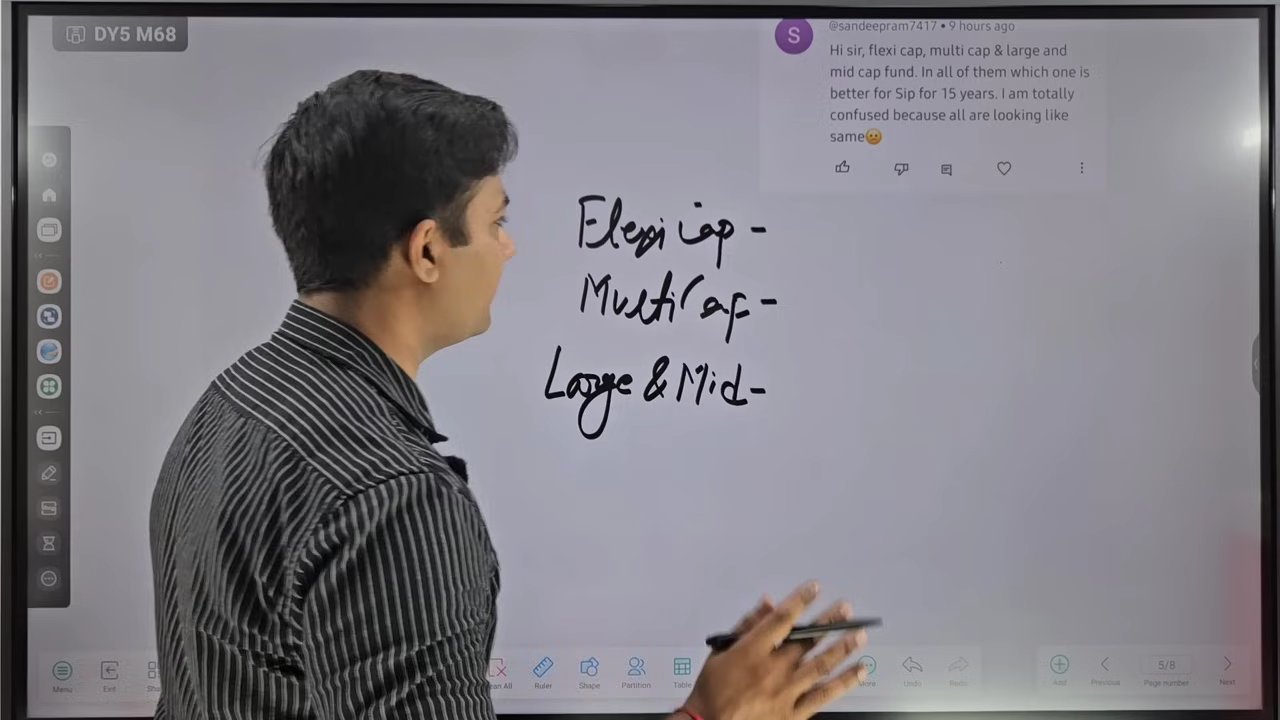 DY5 M68
@sandeepram7417 • 9 hours ago
S
Hi sir, flexi cap, multi cap & large and
mid cap fund. In all of them which one is
better for Sip for 15 years. I am totally
confused because all are looking like
same☹️
Flexi Cap -
Multi Cap -
Large & Mid -
Menu
Exit
Ruler
Shape
Partition
Table
More
Undo
Redo
Add
Previous
5/8
Page number
Next